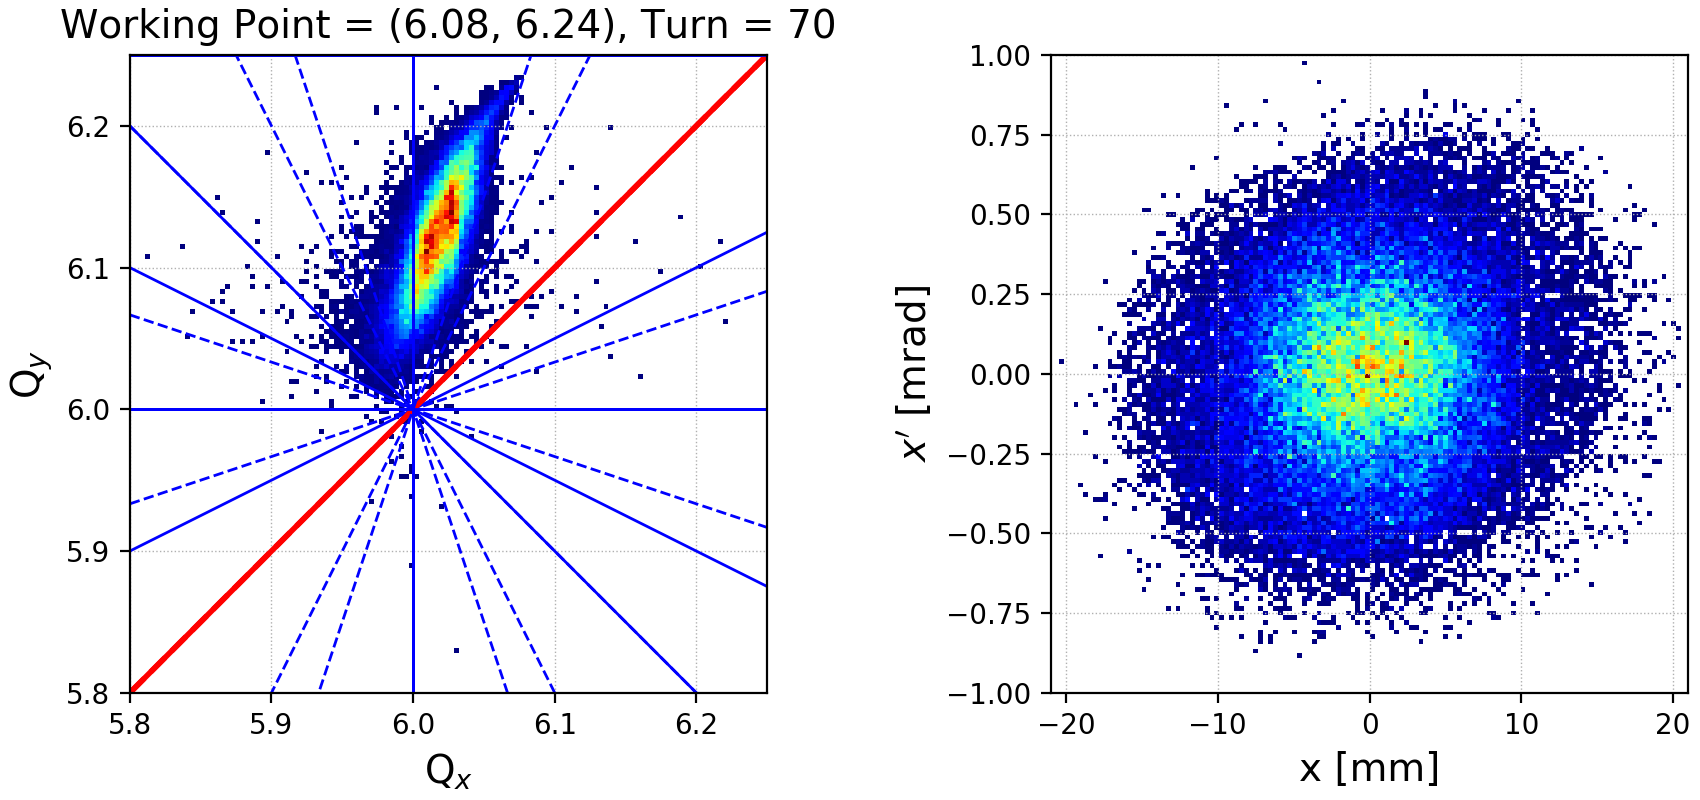 Working Point = (6.08, 6.24), Turn = 70
6.2
6.1
6.0
5.9
5.8
Qy
5.8 5.9 6.0 6.1 6.2
Qx
1.00
0.75
0.50
0.25
0.00
−0.25
−0.50
−0.75
−1.00
x′ [mrad]
−20 −10 0 10 20
x [mm]